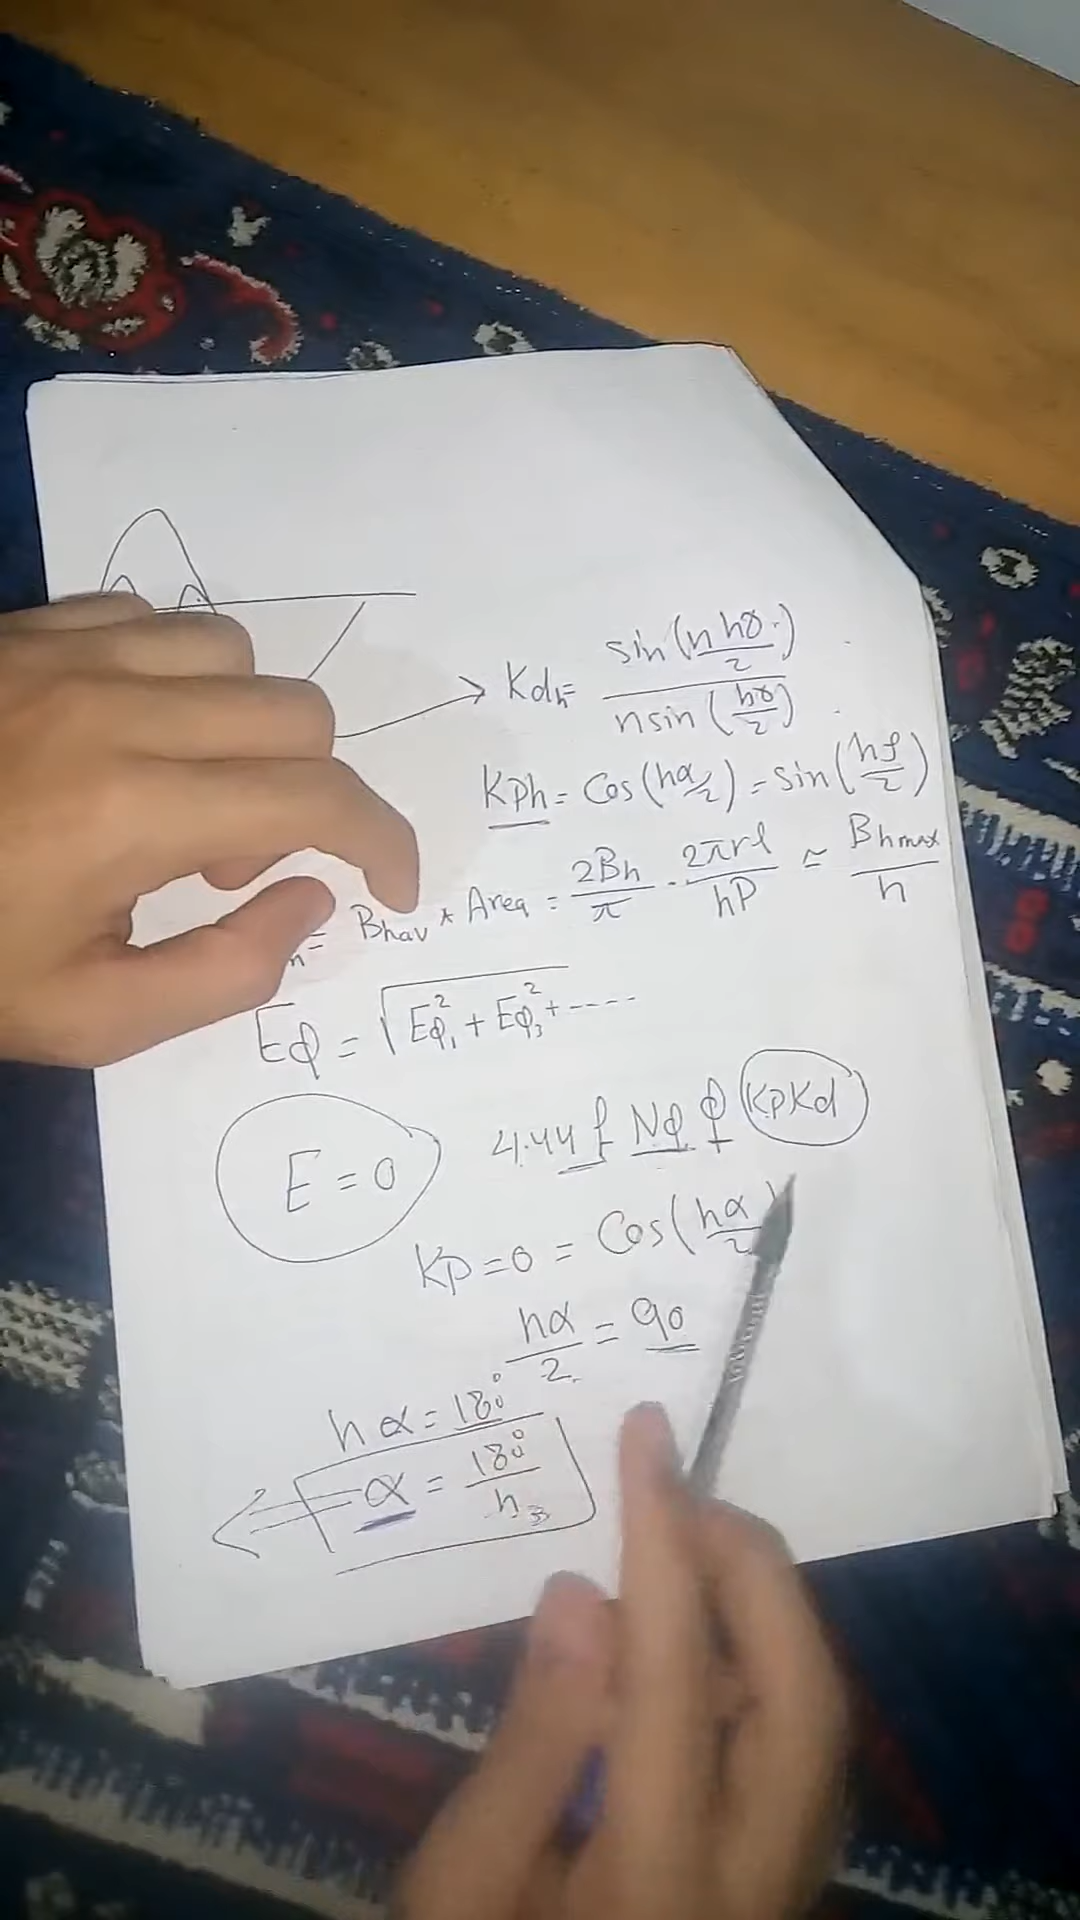 Kdh = sin(n hγ/2) / n sin(hγ/2)
Kph = Cos(hα/2) = sin(hρ/2)
= Bhav * Area = 2Bh/π · 2πrl/hP ≃ Bhmax/h
Eφ = √(Eφ₁² + Eφ₃² + ----
E = 0
4.44 f Nφ φ (KpKd)
Kp = 0 = Cos(hα/2)
hα/2 = 90
hα = 180°
α = 180°/h 3